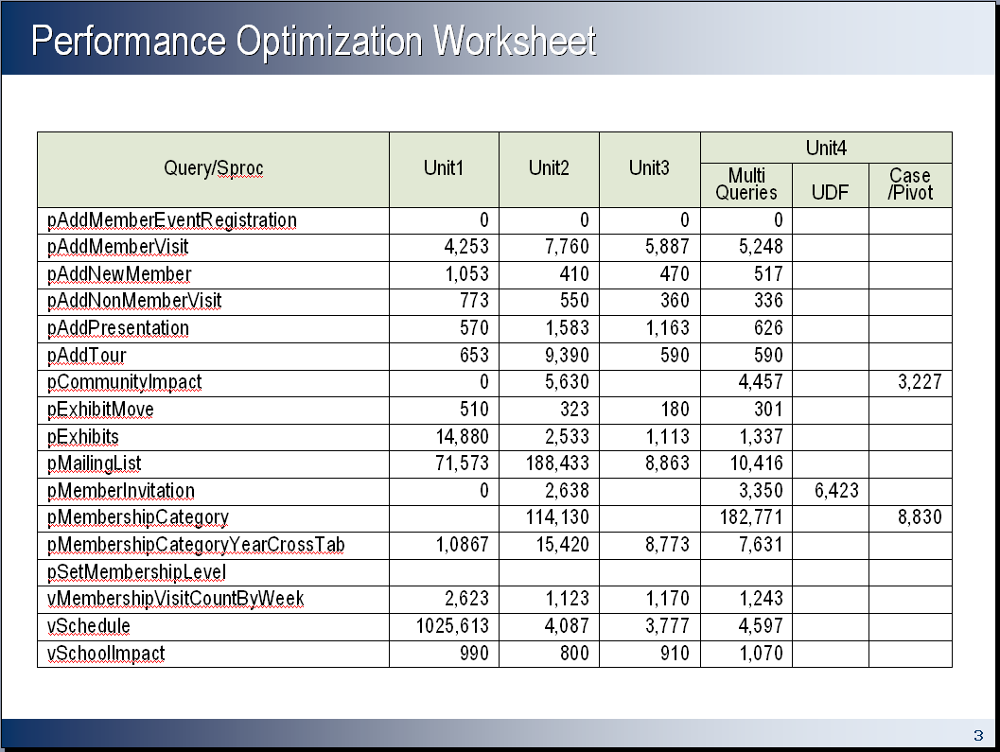 Performance Optimization Worksheet
Query/Sproc Unit1 Unit2 Unit3 Unit4
Multi Queries UDF Case /Pivot
pAddMemberEventRegistration 0 0 0 0
pAddMemberVisit 4,253 7,760 5,887 5,248
pAddNewMember 1,053 410 470 517
pAddNonMemberVisit 773 550 360 336
pAddPresentation 570 1,583 1,163 626
pAddTour 653 9,390 590 590
pCommunityImpact 0 5,630 4,457 3,227
pExhibitMove 510 323 180 301
pExhibits 14,880 2,533 1,113 1,337
pMailingList 71,573 188,433 8,863 10,416
pMemberInvitation 0 2,638 3,350 6,423
pMembershipCategory 114,130 182,771 8,830
pMembershipCategoryYearCrossTab 1,0867 15,420 8,773 7,631
pSetMembershipLevel
vMembershipVisitCountByWeek 2,623 1,123 1,170 1,243
vSchedule 1025,613 4,087 3,777 4,597
vSchoolImpact 990 800 910 1,070
3